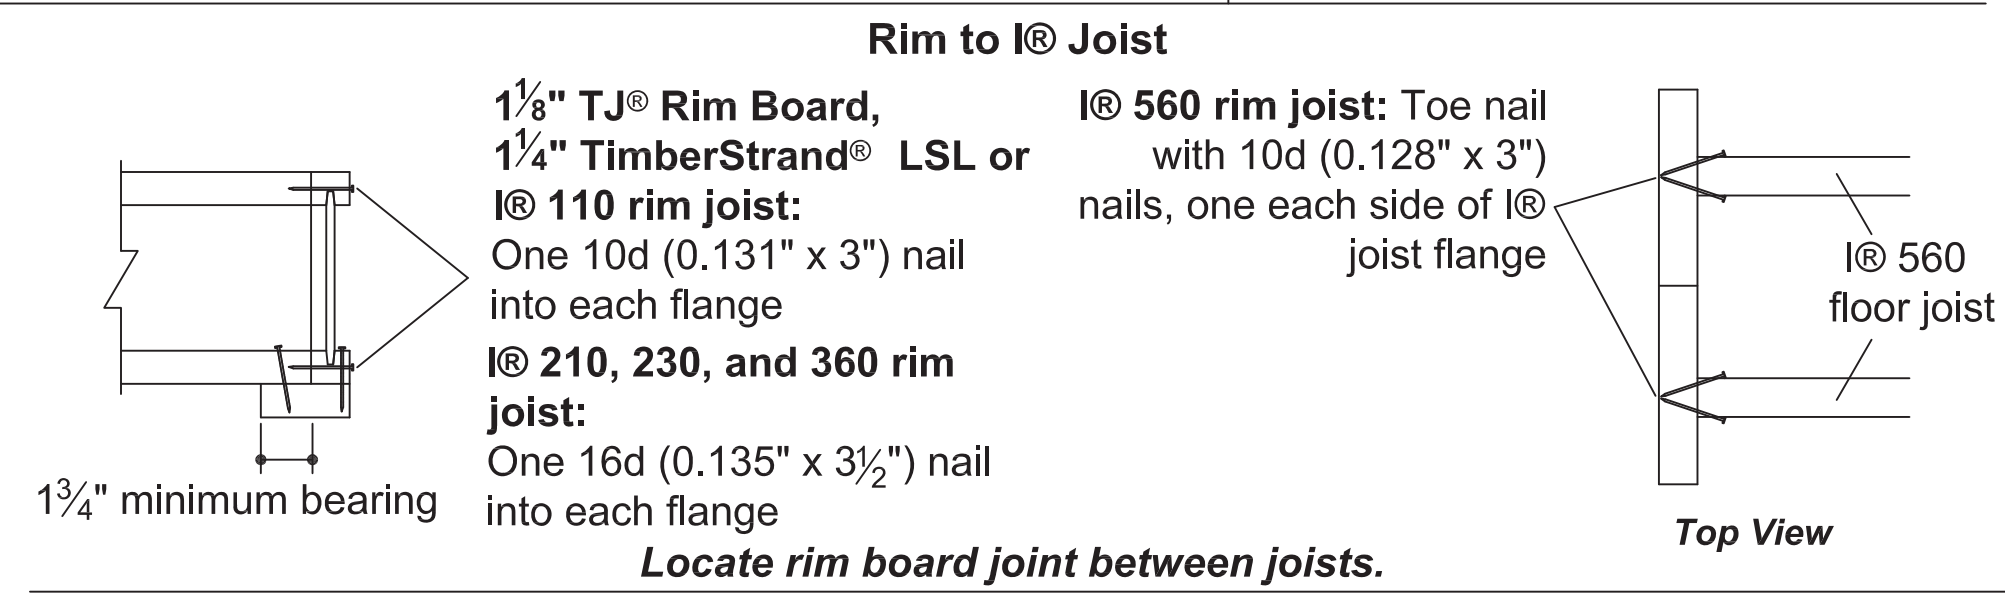 Rim to I® Joist
1⅛" TJ® Rim Board,
1¼" TimberStrand® LSL or
I® 110 rim joist:
One 10d (0.131" x 3") nail
into each flange
I® 210, 230, and 360 rim
joist:
One 16d (0.135" x 3½") nail
into each flange
1¾" minimum bearing
I® 560 rim joist: Toe nail
with 10d (0.128" x 3")
nails, one each side of I®
joist flange
I® 560
floor joist
Top View
Locate rim board joint between joists.